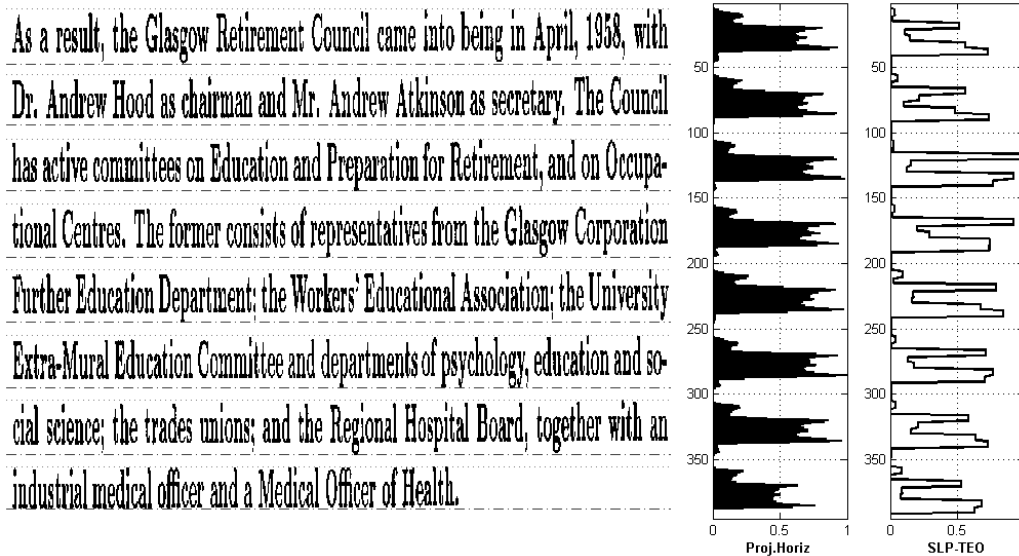 As a result, the Glasgow Retirement Council came into being in April, 1958, with
Dr. Andrew Hood as chairman and Mr. Andrew Atkinson as secretary. The Council
has active committees on Education and Preparation for Retirement, and on Occupa-
tional Centres. The former consists of representatives from the Glasgow Corporation
Further Education Department; the Workers' Educational Association; the University
Extra-Mural Education Committee and departments of psychology, education and so-
cial science; the trades unions; and the Regional Hospital Board, together with an
industrial medical officer and a Medical Officer of Health.
50
100
150
200
250
300
350
0 0.5 1
Proj.Horiz
50
100
150
200
250
300
350
0 0.5
SLP-TEO